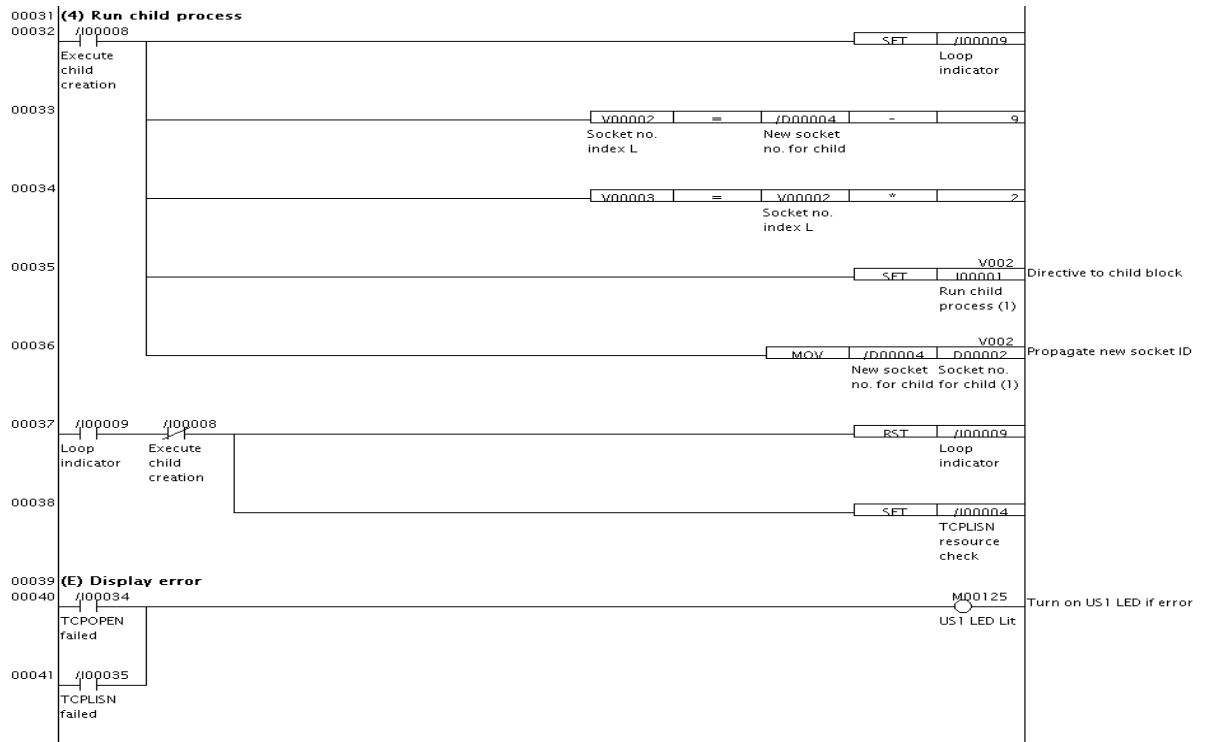 00031 (4) Run child process
00032 /I00008 SET /I00009
Execute child creation
Loop indicator
00033 V00002 = /D00004 - 9
Socket no. index L
New socket no. for child
00034 V00003 = V00002 * 2
Socket no. index L
00035 V002
SET I00001 Directive to child block
Run child process (1)
00036 V002
MOV /D00004 D00002 Propagate new socket ID
New socket no. for child
Socket no. for child (1)
00037 /I00009 /I00008 RST /I00009
Loop indicator
Execute child creation
Loop indicator
00038 SET /I00004
TCPLISN resource check
00039 (E) Display error
00040 /I00034 M00125 Turn on US1 LED if error
TCPOPEN failed
US1 LED Lit
00041 /I00035
TCPLISN failed